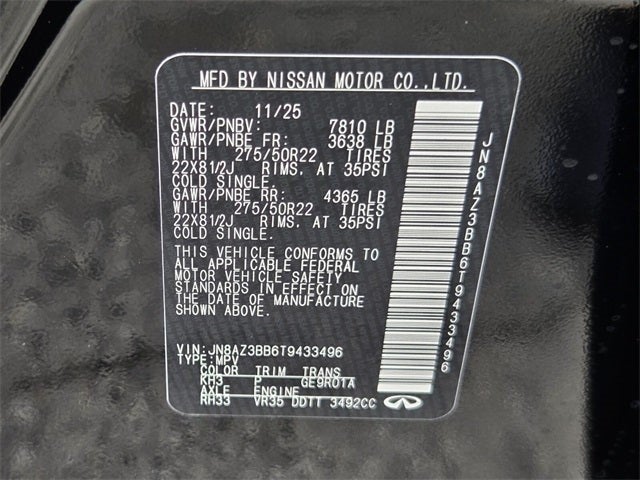 MFD BY NISSAN MOTOR CO.,LTD.
DATE: 11/25
GVWR/PNBV: 7810 LB
GAWR/PNBE FR: 3638 LB
WITH 275/50R22 TIRES
22X81/2J RIMS. AT 35PSI
COLD SINGLE.
GAWR/PNBE RR: 4365 LB
WITH 275/50R22 TIRES
22X81/2J RIMS. AT 35PSI
COLD SINGLE.
THIS VEHICLE CONFORMS TO
ALL APPLICABLE FEDERAL
MOTOR VEHICLE SAFETY
STANDARDS IN EFFECT ON
THE DATE OF MANUFACTURE
SHOWN ABOVE.
VIN: JN8AZ3BB6T9433496
TYPE: MPV
COLOR TRIM TRANS
KH3 P GE9R01A
AXLE ENGINE
RH33 VR35 DDTT 3492CC
JN8AZ3BB6T9433496